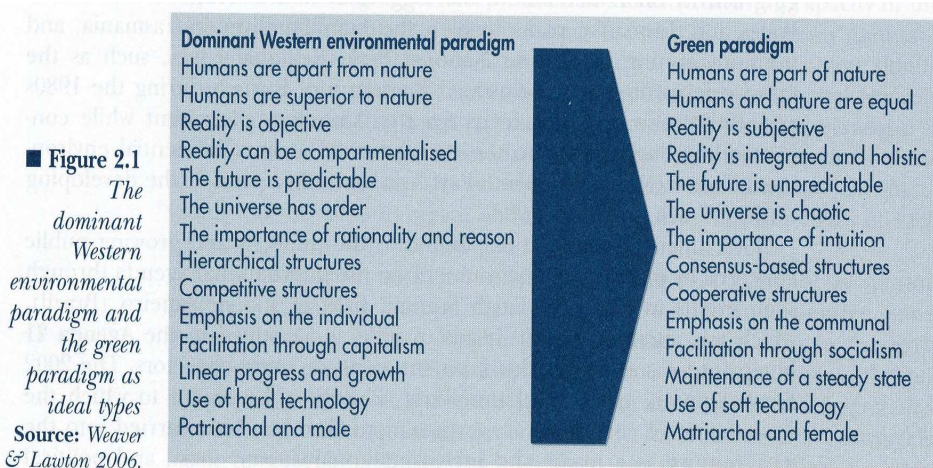 Figure 2.1
The
dominant
Western
environmental
paradigm and
the green
paradigm as
ideal types
Source: Weaver
& Lawton 2006.
Dominant Western environmental paradigm
Humans are apart from nature
Humans are superior to nature
Reality is objective
Reality can be compartmentalised
The future is predictable
The universe has order
The importance of rationality and reason
Hierarchical structures
Competitive structures
Emphasis on the individual
Facilitation through capitalism
Linear progress and growth
Use of hard technology
Patriarchal and male
Green paradigm
Humans are part of nature
Humans and nature are equal
Reality is subjective
Reality is integrated and holistic
The future is unpredictable
The universe is chaotic
The importance of intuition
Consensus-based structures
Cooperative structures
Emphasis on the communal
Facilitation through socialism
Maintenance of a steady state
Use of soft technology
Matriarchal and female